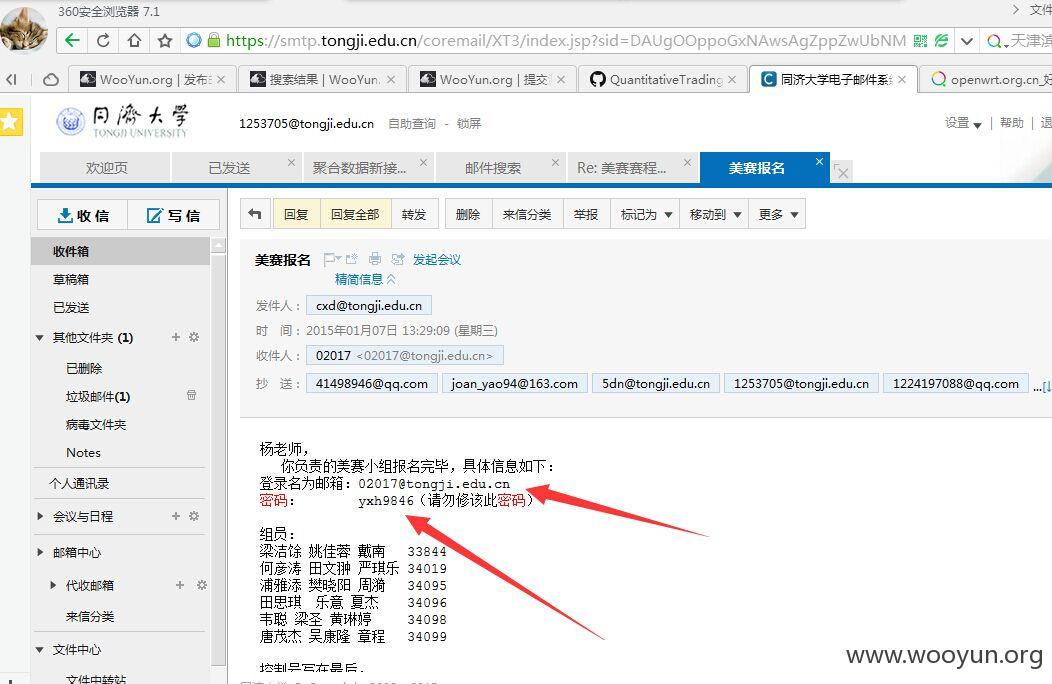 360安全浏览器 7.1
文件
https://smtp.tongji.edu.cn/coremail/XT3/index.jsp?sid=DAUgOOppoGxNAwsAgZppZwUbNM
天津滨
WooYun.org | 发布
搜索结果 | WooYun.
WooYun.org | 提交
QuantitativeTrading
同济大学电子邮件系
openwrt.org.cn_好
同濟大學
TONGJI UNIVERSITY
1253705@tongji.edu.cn 自助查询 - 锁屏
设置 | 帮助 | 退
欢迎页 已发送 聚合数据新接... 邮件搜索 Re: 美赛赛程... 美赛报名
收信 写信
回复 回复全部 转发 删除 来信分类 举报 标记为 移动到 更多
收件箱
草稿箱
已发送
其他文件夹 (1)
已删除
垃圾邮件(1)
病毒文件夹
Notes
个人通讯录
会议与日程
邮箱中心
代收邮箱
来信分类
文件中心
文件中转站
美赛报名 发起会议
精简信息
发件人： cxd@tongji.edu.cn
时 间： 2015年01月07日 13:29:09 (星期三)
收件人： 02017 <02017@tongji.edu.cn>
抄 送： 41498946@qq.com joan_yao94@163.com 5dn@tongji.edu.cn 1253705@tongji.edu.cn 1224197088@qq.com ...
杨老师，
你负责的美赛小组报名完毕，具体信息如下：
登录名为邮箱：02017@tongji.edu.cn
密码： yxh9846（请勿修该此密码）
组员：
梁洁馀 姚佳蓉 戴南 33844
何彦涛 田文翀 严琪乐 34019
浦雅添 樊晓阳 周漪 34095
田思琪 乐意 夏杰 34096
韦聪 梁圣 黄琳婷 34098
唐茂杰 吴康隆 章程 34099
控制号写在最后。
www.wooyun.org